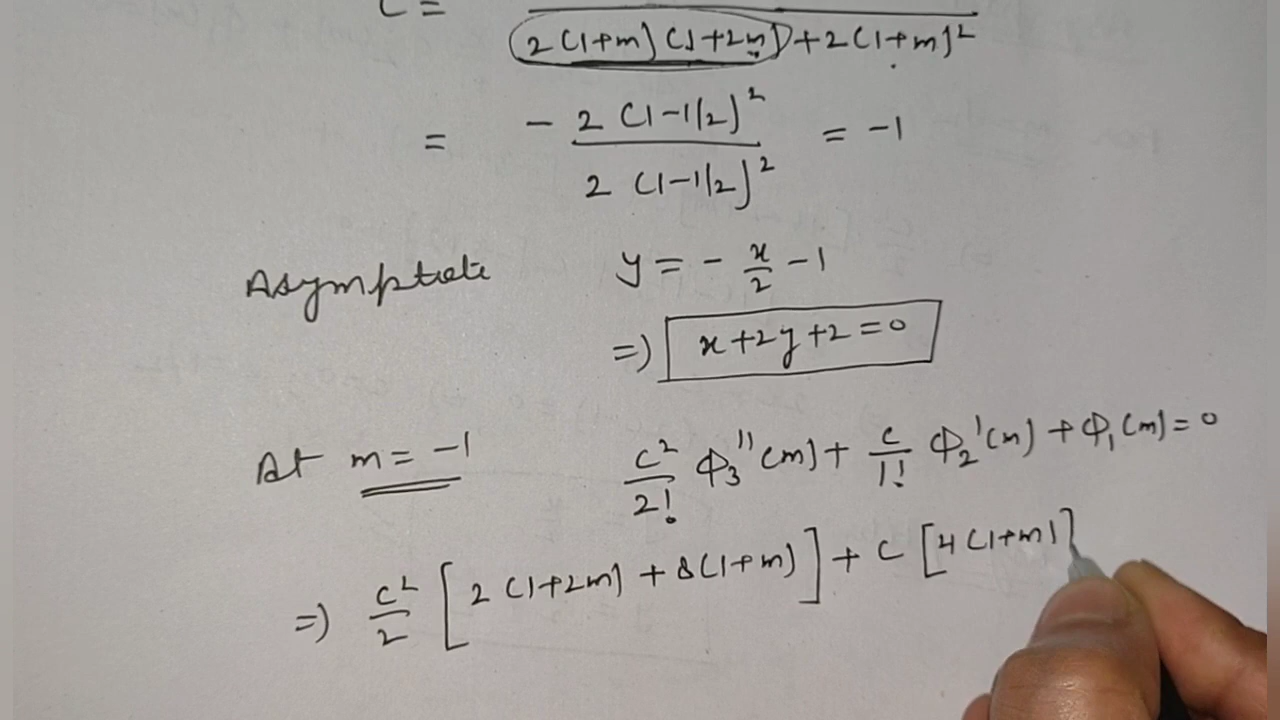 C =
2(1+m)(1+2m)+2(1+m)²
= - 2(1-1/2)² / 2(1-1/2)² = -1
Asymptote y = - x/2 - 1
=) x+2y+2=0
At m = -1 c²/2! Φ₃''(m) + c/1! Φ₂'(m) + Φ₁(m) = 0
=) c²/2 [2(1+2m) + 8(1+m)] + c [4(1+m)]